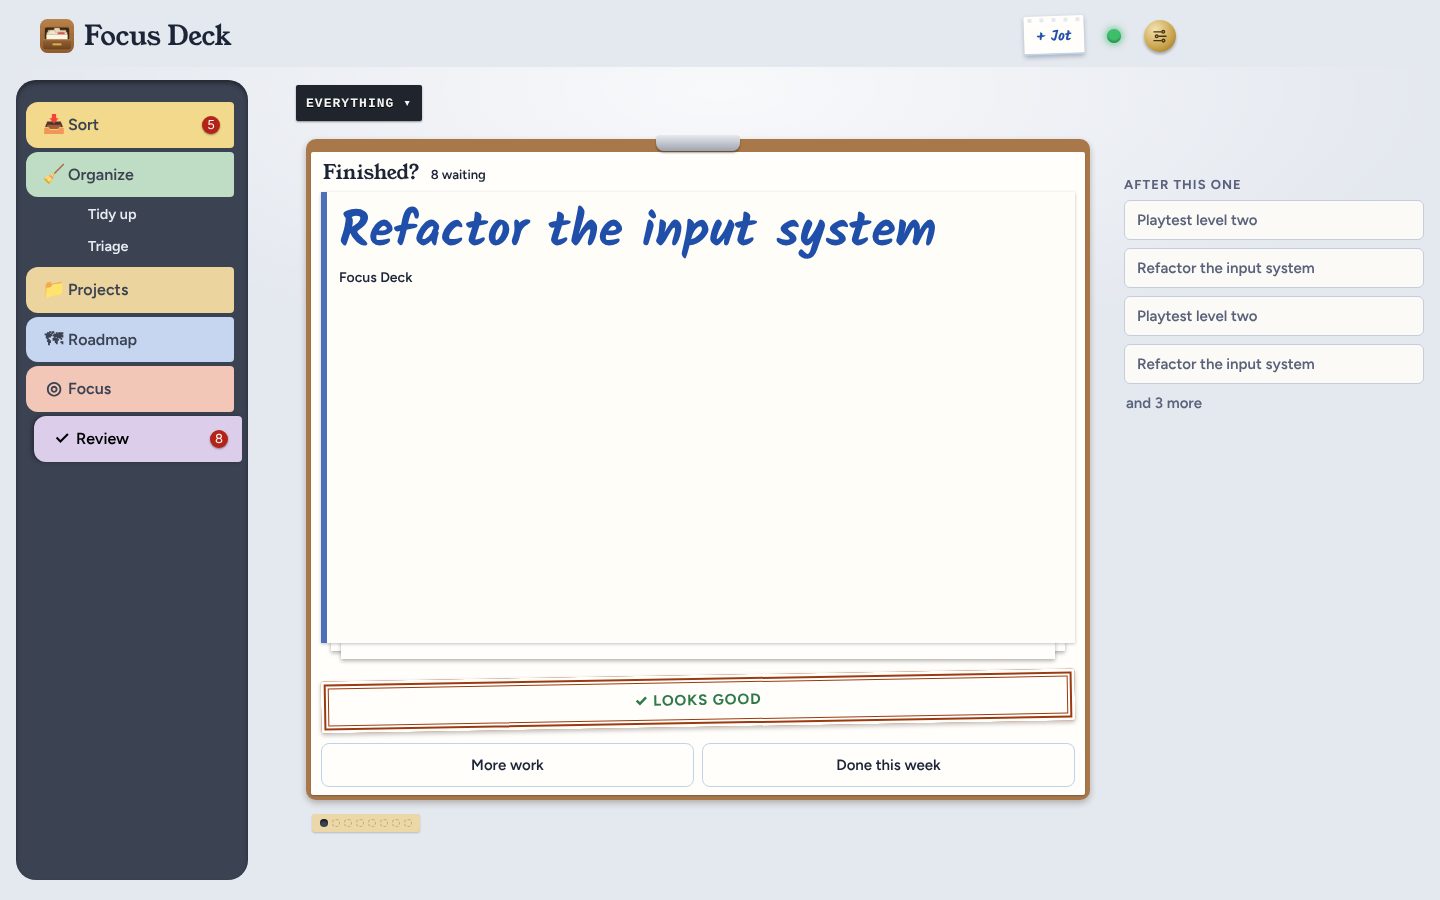 Focus Deck
+ Jot
Sort 5
Organize
Tidy up
Triage
Projects
Roadmap
Focus
Review 8
EVERYTHING ▾
Finished? 8 waiting
Refactor the input system
Focus Deck
✓ LOOKS GOOD
More work
Done this week
AFTER THIS ONE
Playtest level two
Refactor the input system
Playtest level two
Refactor the input system
and 3 more